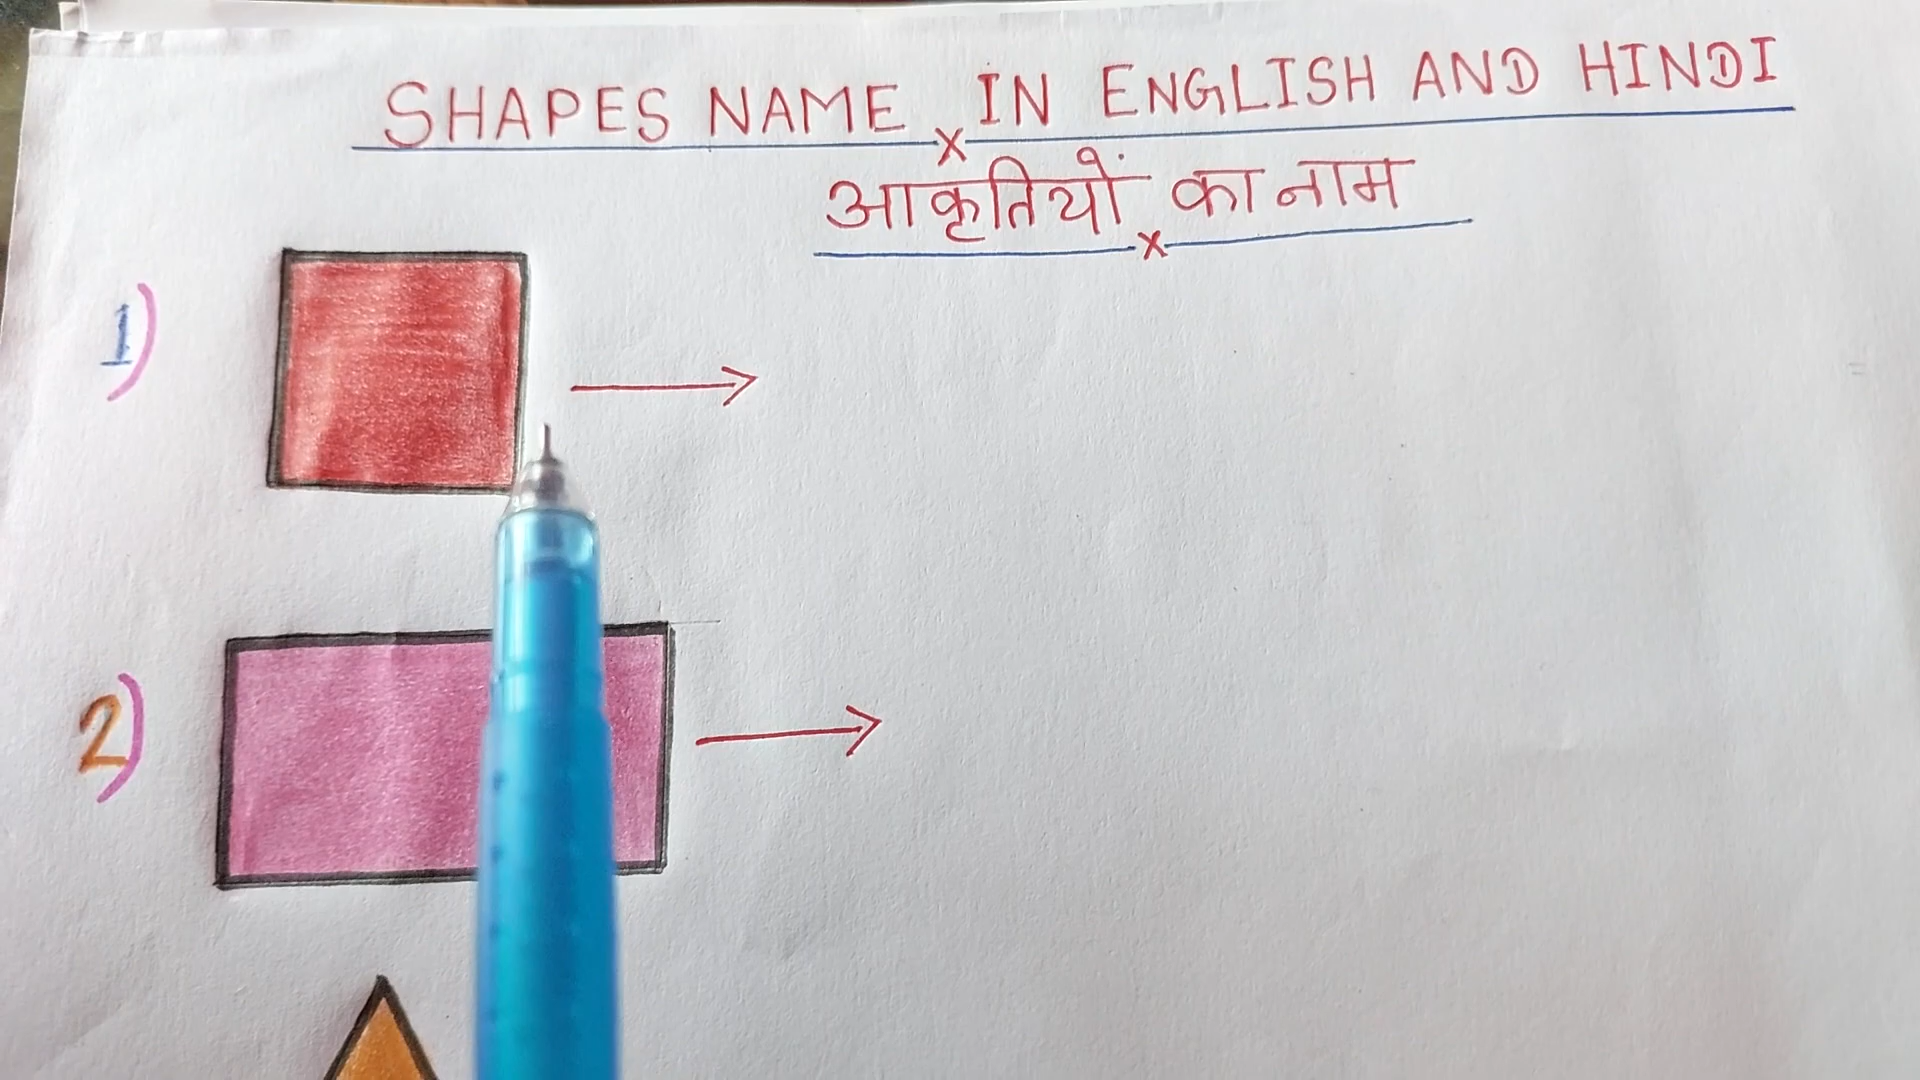 SHAPES NAME IN ENGLISH AND HINDI
आकृतियों का नाम
1)
2)